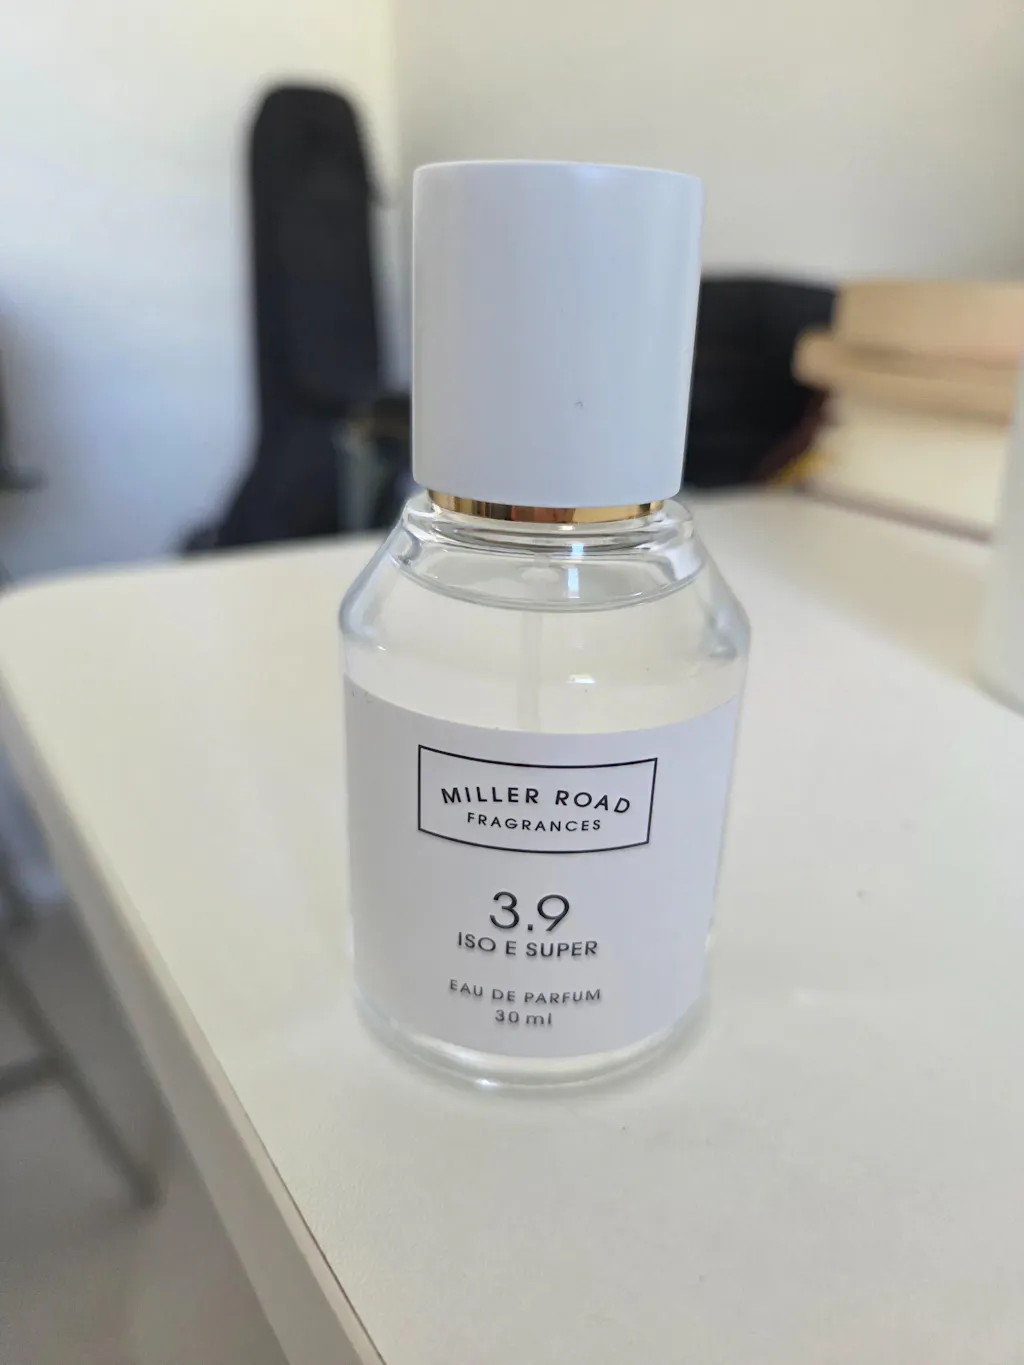 MILLER ROAD
FRAGRANCES
3.9
ISO E SUPER
EAU DE PARFUM
30 ml